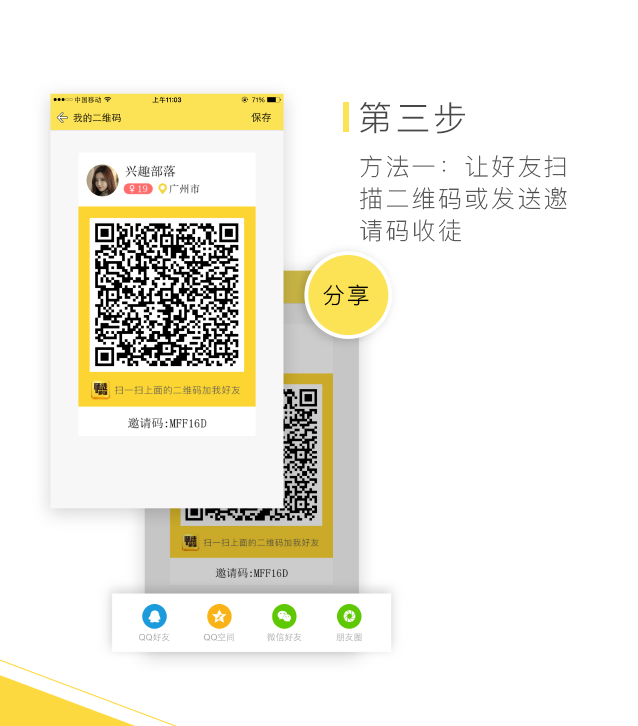 中国移动
上午11:03
71%
我的二维码
保存
兴趣部落
♀19
广州市
扫一扫上面的二维码加我好友
邀请码:MFF16D
第三步
方法一：让好友扫
描二维码或发送邀
请码收徒
分享
扫一扫上面的二维码加我好友
邀请码:MFF16D
QQ好友
QQ空间
微信好友
朋友圈